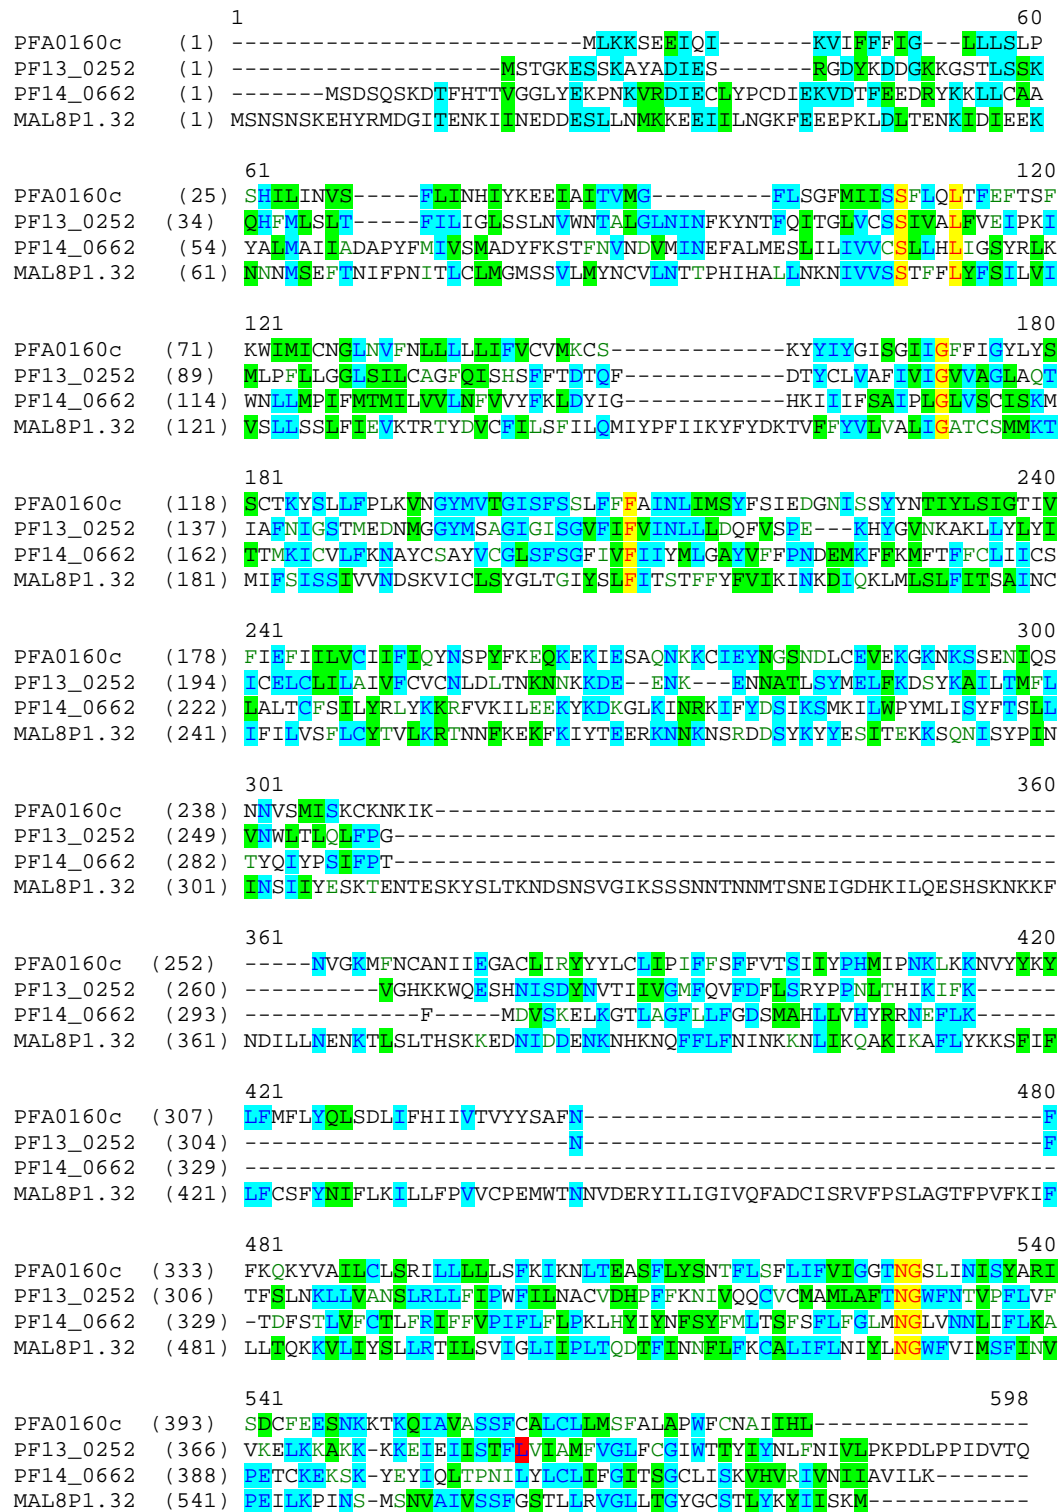 1 60
PFA0160c (1) --------------------------MLKKSEEIQI-------KVIFFFIG---LLLSLP
PF13_0252 (1) --------------------MSTGKESSKAYADIES-------RGDYKDDGKKGSTLSSK
PF14_0662 (1) -------MSDSQSKDTFHTTVGGLYEKPNKVRDIECLYPCDIEKVDTFEEDRYKKLLCAA
MAL8P1.32 (1) MSNSNSKEHYRMDGITENKIINEDDESLLNMKKEEIILNGKFEEEPKLDLTENKIDIEEK
61 120
PFA0160c (25) SHILINVS-----FLINHIYKEEIAITVMG---------FLSGFMIISSFLQLTFEFTSF
PF13_0252 (34) QHFMLSLT-----FILIGLSSLNVWNTALGLNINFKYNTFQITGLVCSSIVALFVEIPKI
PF14_0662 (54) YALMAIIADAPYFMIVSMADYFKSTFNVNDVMINEFALMESLILIVVCSLLHLIGSYRLK
MAL8P1.32 (61) NNNMSEFTNIFPNITLCLMGMSSVLMYNCVLNTTPHIHALLNKNIVVSSTFFLYFSILVI
121 180
PFA0160c (71) KWIMICNGLNVFNLLLLLIFVCVMKCS-------------KYYIYGISGIIGFFIGYLYS
PF13_0252 (89) MLPFLLGGLSILCAGFQISHSFFTDTQF------------DTYCLVAFIVIGVVAGLAQT
PF14_0662 (114) WNLLMPIFMTMILVVLNFVVYFKLDYIG------------HKIIIFSAIPLGLVSCISKM
MAL8P1.32 (121) VSLLSSLFIEVKTRTYDVCFILSFILQMIYPFIIKYFYDKTVFFYVLVALIGATCSMMKT
181 240
PFA0160c (118) SCTKYSLLFPLKVNGYMVTGISFSSLFFFAINLIMSYFSIEDGNISSYYNTIYLSIGTIV
PF13_0252 (137) IAFNIGSTMEDNMGGYMSAGIGISGVFIFVINLLLDQFVSPE---KHYGVNKAKLLYLYI
PF14_0662 (162) TTMKICVLFKNAYCSAYVCGLSFSGFIVFIIYMLGAYVFFPNDEMKFFKMFTFFCLIICS
MAL8P1.32 (181) MIFSISSIVVNDSKVICLSYGLTGIYSLFITSTFFYFVIKINKDIQKLMLSLFITSAINC
241 300
PFA0160c (178) FIEFIILVCIIFIQYNSPYFKEQKEKIESAQNKKCIEYNGSNDLCEVEKGKNKSSENIQS
PF13_0252 (194) ICELCLILAIVFCVCNLDLTNKNNKKDE--ENK---ENNATLSYMELFKDSYKAILTMFL
PF14_0662 (222) LALTCFSILYRLYKKRFVKILEEKYKDKGLKINRKIFYDSIKSMKILWPYMLISYFTSLL
MAL8P1.32 (241) IFILVSFLCYTVLKRTNNFKEKFKIYTEERKNNKNSRDDSYKYYESITEKKSQNISYPIN
301 360
PFA0160c (238) NNVSMISKCKNKIK----------------------------------------------
PF13_0252 (249) VNWLTLQLFPG-------------------------------------------------
PF14_0662 (282) TYQIYPSIFPT-------------------------------------------------
MAL8P1.32 (301) INSIIYESKTENTESKYSLTKNDSNSVGIKSSSNNTNNMTSNEIGDHKILQESHSKNKKF
361 420
PFA0160c (252) -----NVGKMFNCANIIEGACLIRYYYLCLIPIFFSFFVTSIIYPHMIPNKLKKNVYYKY
PF13_0252 (260) ----------VGHKKWQESHNISDYNVTIIVGMFQVFDFLSRYPPNLTHIKIFK------
PF14_0662 (293) -------------F-----MDVSKELKGTLAGFLLFGDSMAHLLVHYRRNEFLK------
MAL8P1.32 (361) NDILLNENKTLSLTHSKKEDNIDDENKNHKNQFFLFNINKKNLIKQAKIKAFLYKKSFIF
421 480
PFA0160c (307) LFMFLYQLSDLIFHIIVTVYYSAFN----------------------------------F
PF13_0252 (304) ------------------------N----------------------------------F
PF14_0662 (329) ------------------------------------------------------------
MAL8P1.32 (421) LFCSFYNIFLKILLFPVVCPEMWTNNVDERYILIGIVQFADCISRVFPSLAGTFPVFKIF
481 540
PFA0160c (333) FKQKYVAILCLSRILLLLLSFKIKNLTEASFLYSNTFLSFLIFVIGGTNGSLINISYARI
PF13_0252 (306) TFSLNKLLVANSLRLLFIPWFILNACVDHPFFKNIVQQCVCMAMLAFTNGWFNTVPFLVF
PF14_0662 (329) -TDFSTLVFCTLFRIFFVPIFLFLPKLHYIYNFSYFMLTSFSFLFGLMNGLVNNLIFLKA
MAL8P1.32 (481) LLTQKKVLIYSLLRTILSVIGLIIPLTQDTFINNFLFKCALIFLNIYLNGWFVIMSFINV
541 598
PFA0160c (393) SDCFEESNKKTKQIAVASSFCALCLLMSFALAPWFCNAIIHL----------------
PF13_0252 (366) VKELKKAKK-KKEIEIISTFLVIAMFVGLFCGIWTTYIYNLFNIVLPKPDLPPIDVTQ
PF14_0662 (388) PETCKEKSK-YEYIQLTPNILYLCLIFGITSGCLISKVHVRIVNIIAVILK-------
MAL8P1.32 (541) PEILKPINS-MSNVAIVSSFGSTLLRVGLLTGYGCSTLYKYIISKM------------